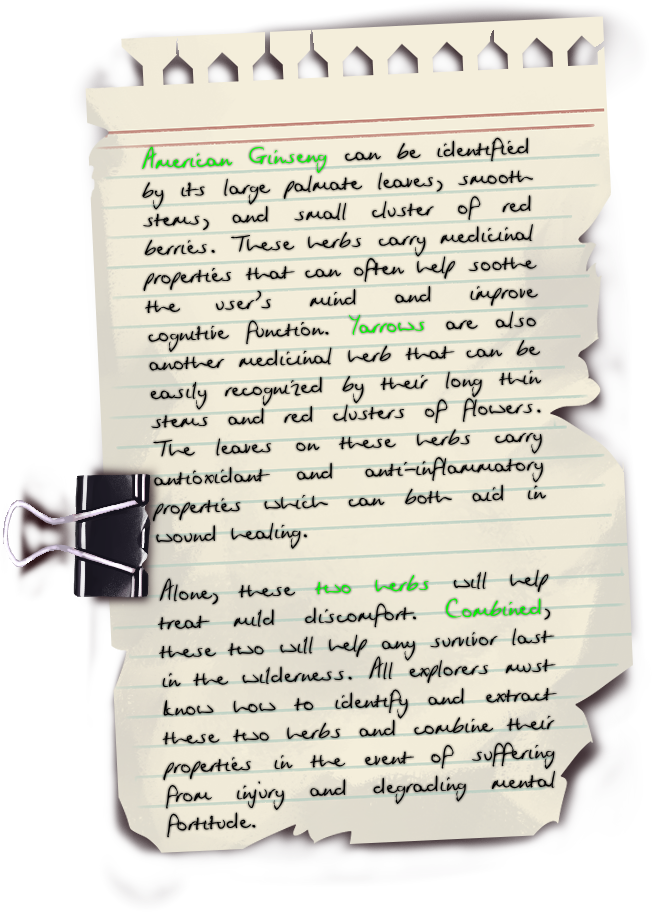 American Ginseng can be identified
by its large palmate leaves, smooth
stems, and small cluster of red
berries. These herbs carry medicinal
properties that can often help soothe
the user's mind and improve
cognitive function. Yarrows are also
another medicinal herb that can be
easily recognized by their long thin
stems and red clusters of flowers.
The leaves on these herbs carry
antioxidant and anti-inflammatory
properties which can both aid in
wound healing.
Alone, these two herbs will help
treat mild discomfort. Combined,
these two will help any survivor last
in the wilderness. All explorers must
know how to identify and extract
these two herbs and combine their
properties in the event of suffering
from injury and degrading mental
fortitude.